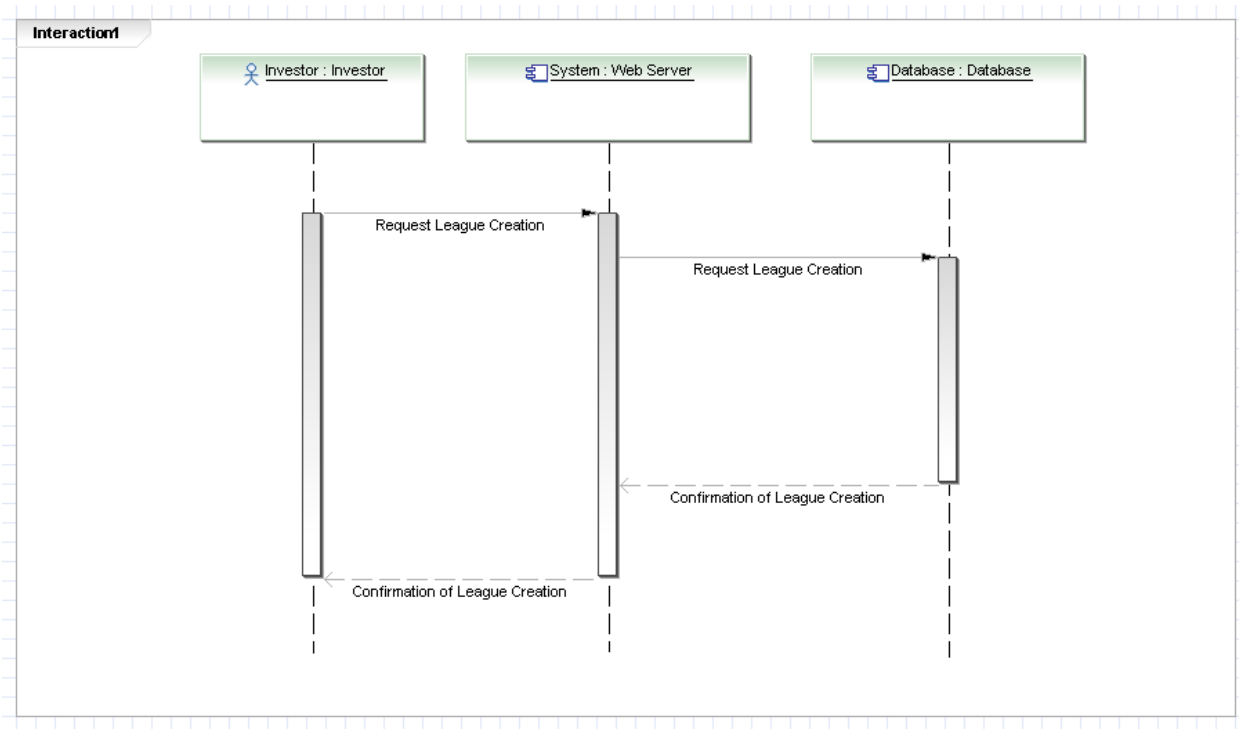 Interaction1
Investor : Investor
System : Web Server
Database : Database
Request League Creation
Request League Creation
Confirmation of League Creation
Confirmation of League Creation